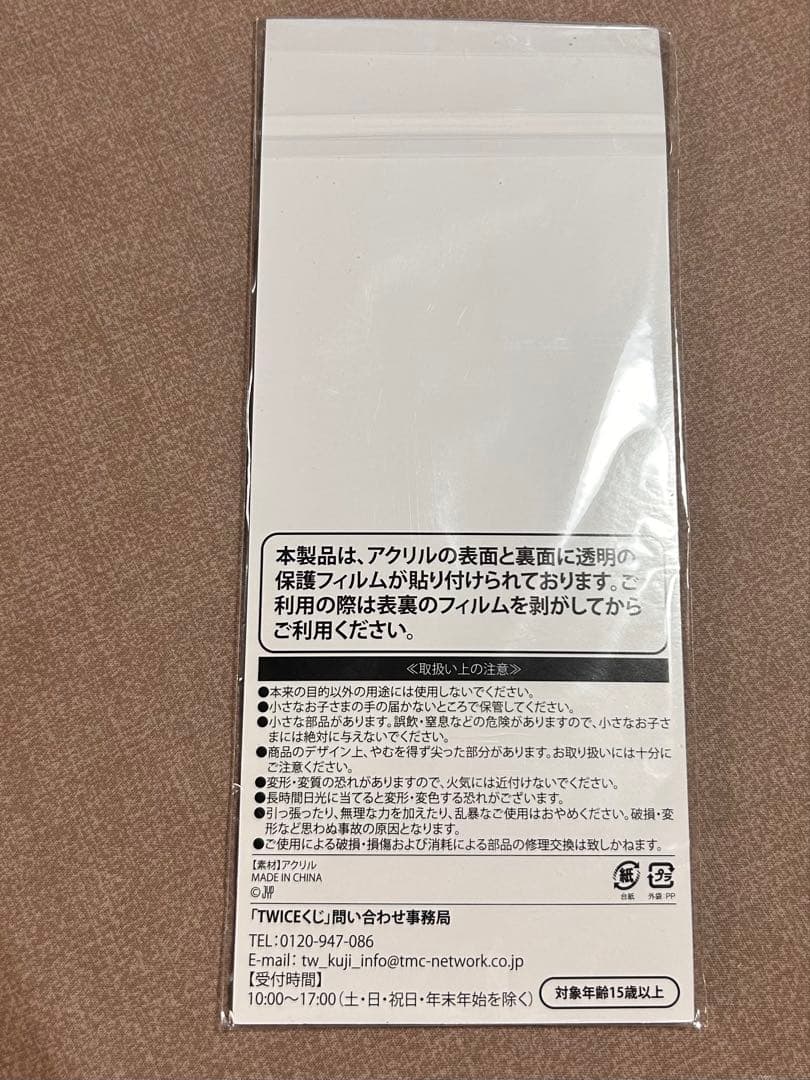 本製品は、アクリルの表面と裏面に透明の
保護フィルムが貼り付けられております。ご
利用の際は表裏のフィルムを剥がしてから
ご利用ください。
≪取扱い上の注意≫
●本来の目的以外の用途には使用しないでください。
●小さなお子さまの手の届かないところで保管してください。
●小さな部品があります。誤飲・窒息などの危険がありますので、小さなお子さ
まには絶対に与えないでください。
●商品のデザイン上、やむを得ず尖った部分があります。お取り扱いには十分に
ご注意ください。
●変形・変質の恐れがありますので、火気には近付けないでください。
●長時間日光に当てると変形・変色する恐れがございます。
●引っ張ったり、無理な力を加えたり、乱暴なご使用はおやめください。破損・変
形など思わぬ事故の原因となります。
●ご使用による破損・損傷および消耗による部品の修理交換は致しかねます。
【素材】アクリル
MADE IN CHINA
©JYP
紙
台紙
プラ
外袋:PP
「TWICEくじ」問い合わせ事務局
TEL:0120-947-086
E-mail: tw_kuji_info@tmc-network.co.jp
【受付時間】
10:00〜17:00(土・日・祝日・年末年始を除く)
対象年齢15歳以上